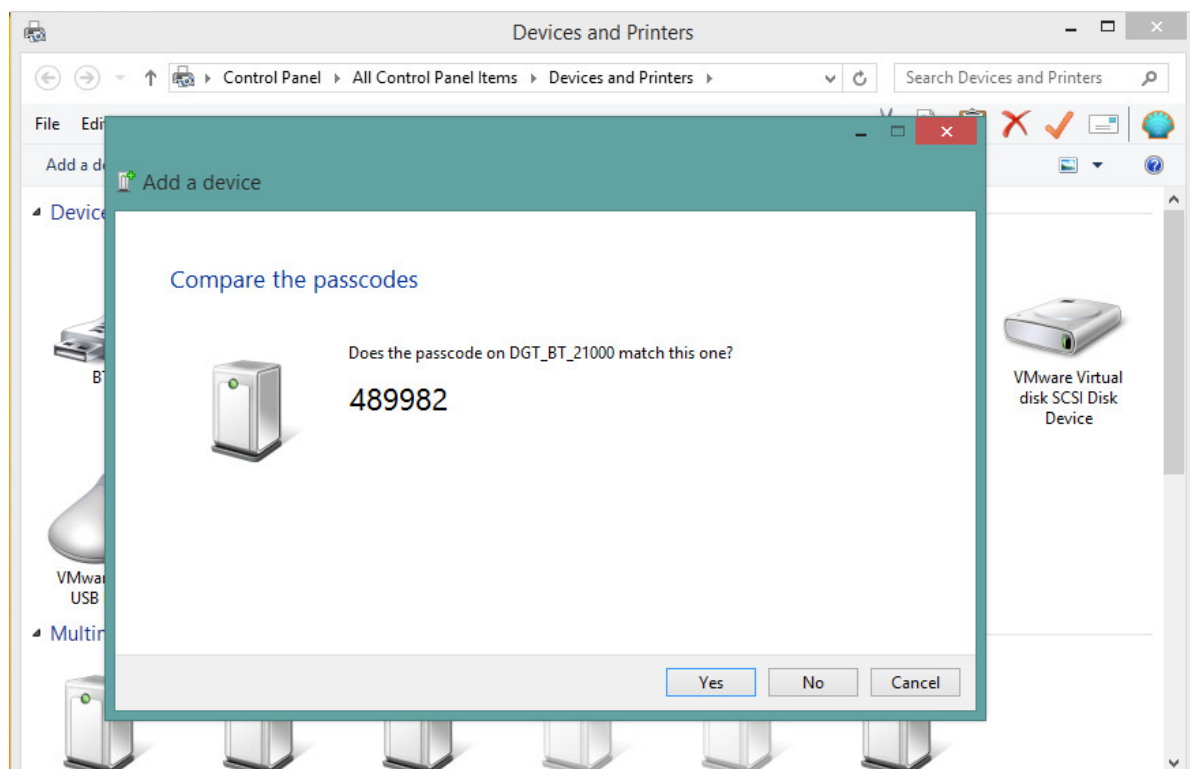 Devices and Printers
Control Panel All Control Panel Items Devices and Printers
Search Devices and Printers
File
Add a device
Compare the passcodes
Does the passcode on DGT_BT_21000 match this one?
489982
VMware Virtual
disk SCSI Disk
Device
USB
Yes No Cancel